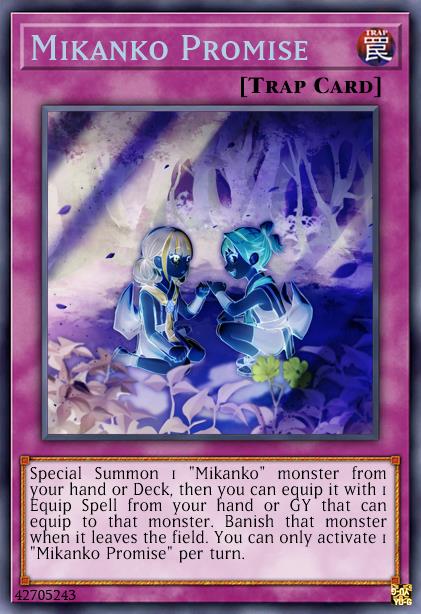 Mikanko Promise
TRAP
罠
[Trap Card]
Special Summon 1 "Mikanko" monster from
your hand or Deck, then you can equip it with 1
Equip Spell from your hand or GY that can
equip to that monster. Banish that monster
when it leaves the field. You can only activate 1
"Mikanko Promise" per turn.
42705243